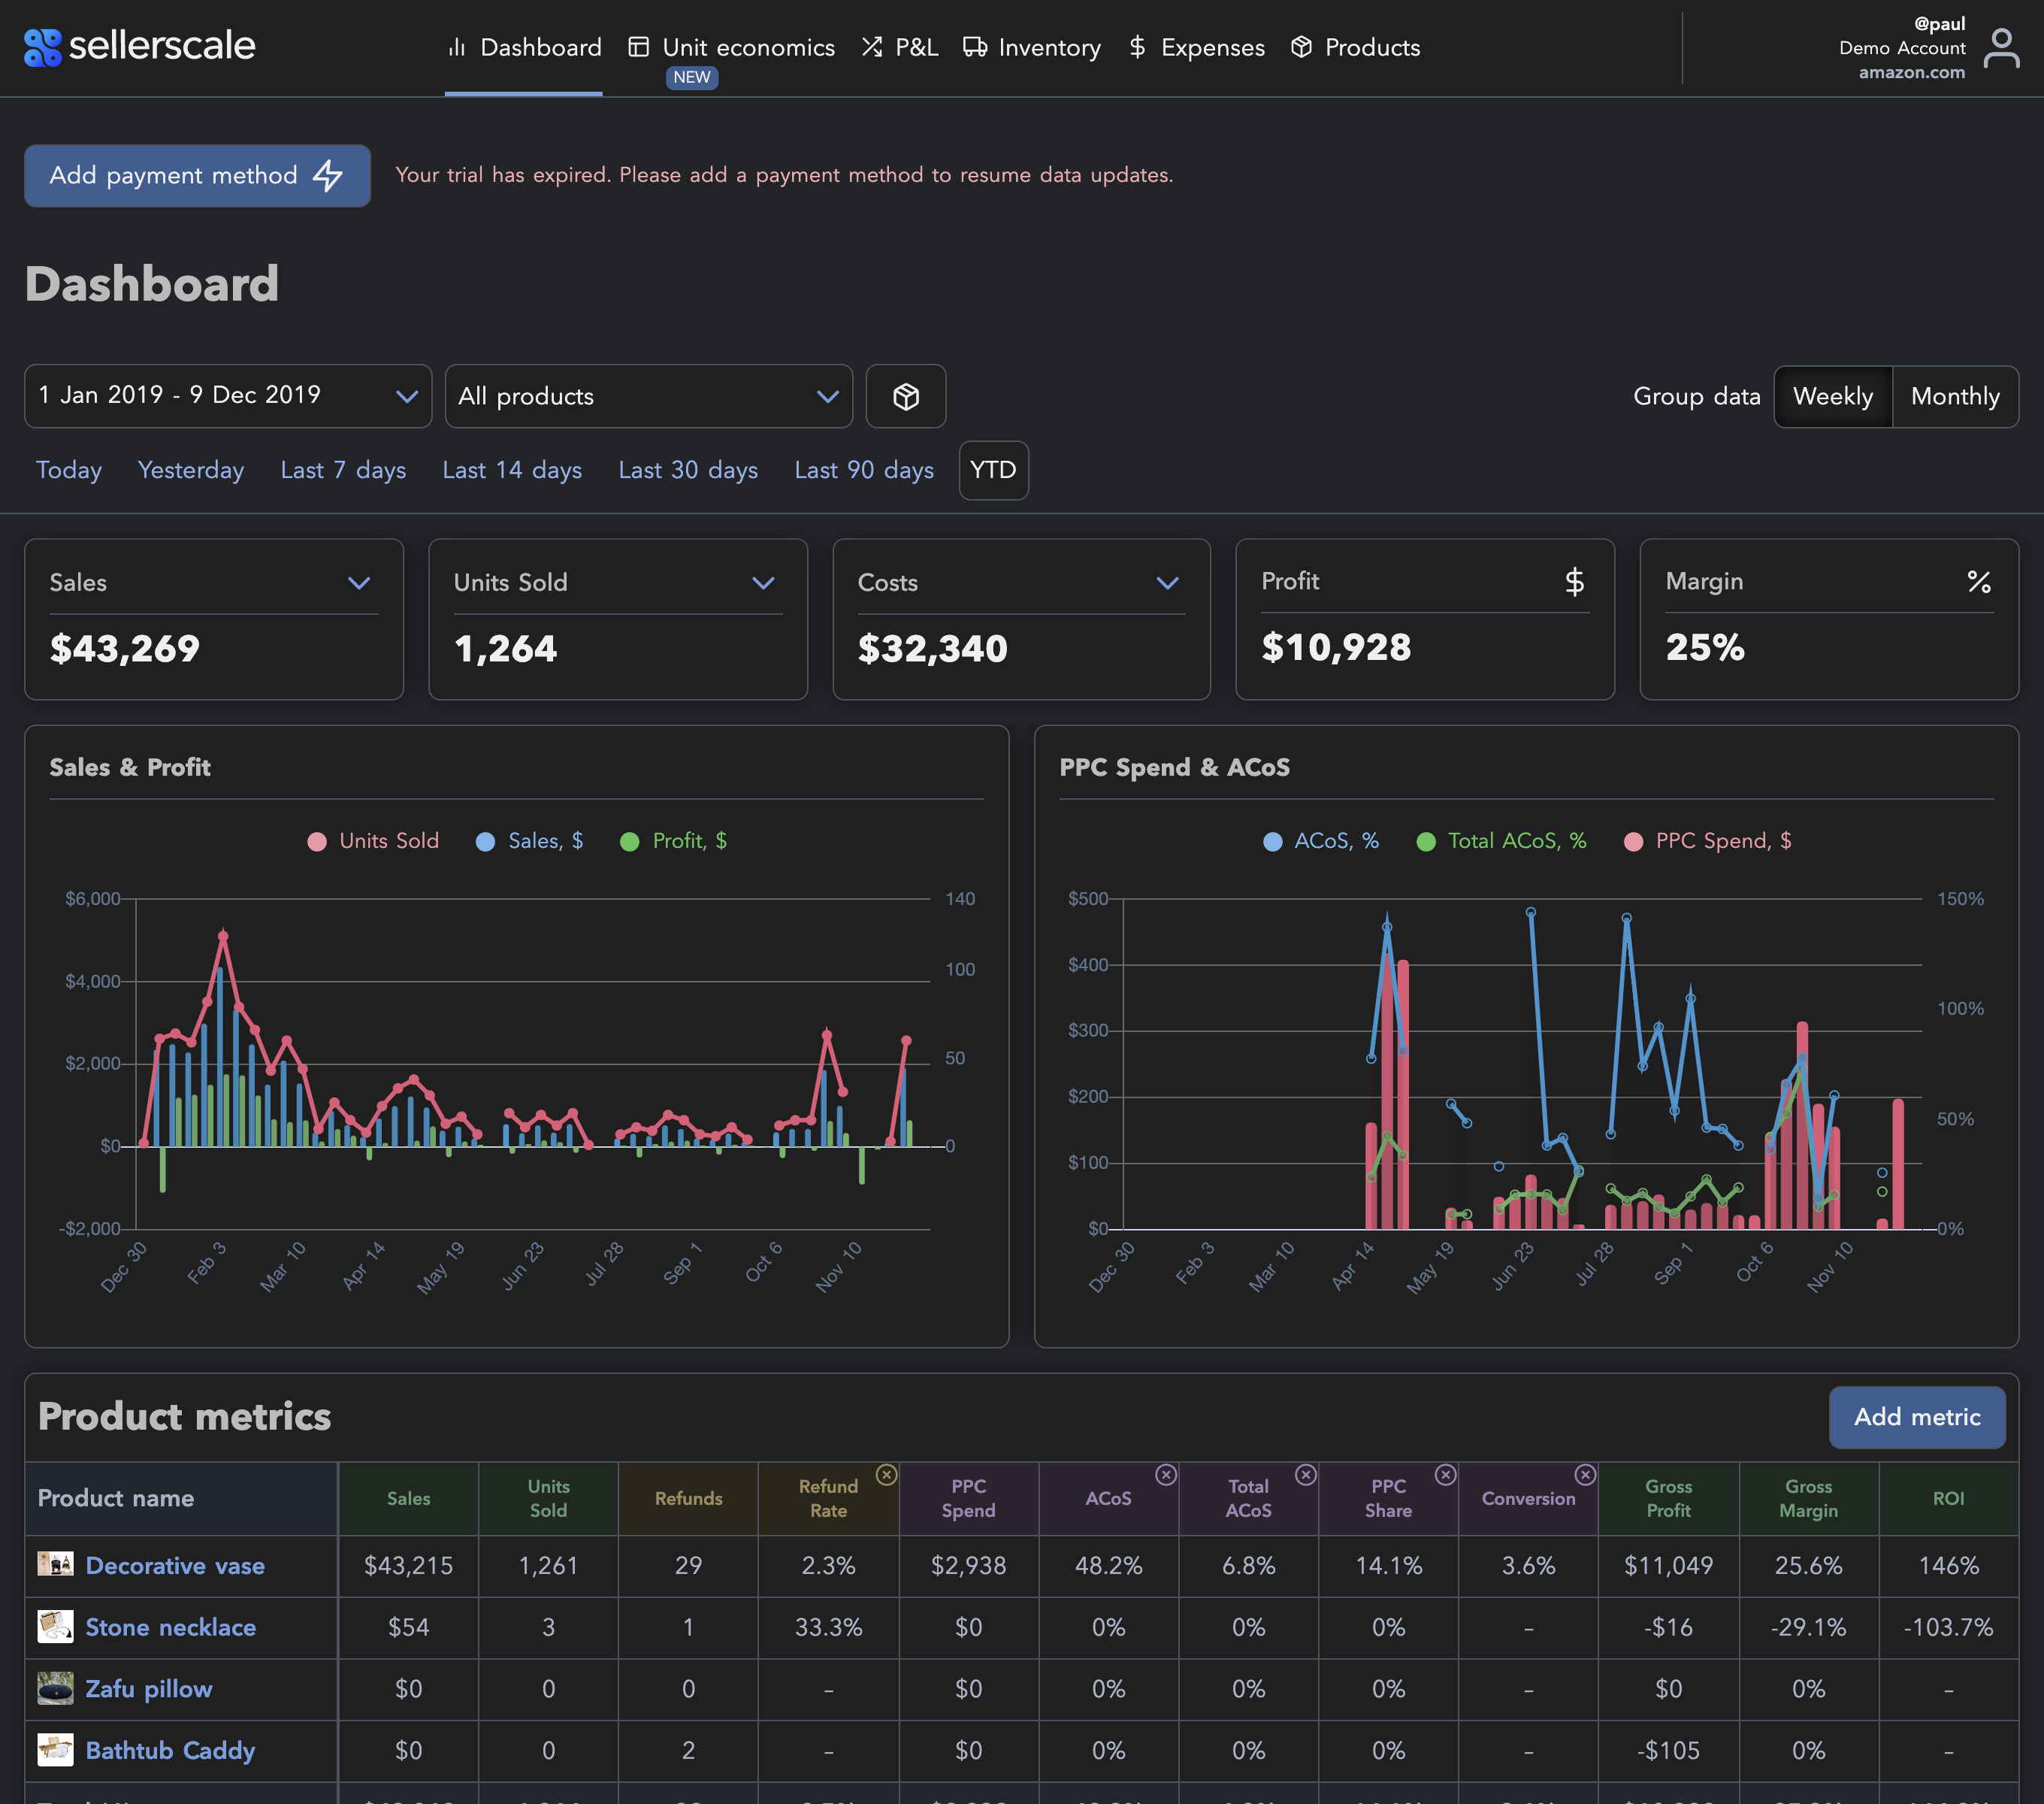 sellerscale
Dashboard
Unit economics
NEW
P&L
Inventory
Expenses
Products
@paul
Demo Account
amazon.com
Add payment method
Your trial has expired. Please add a payment method to resume data updates.
Dashboard
1 Jan 2019 - 9 Dec 2019
All products
Group data
Weekly
Monthly
Today
Yesterday
Last 7 days
Last 14 days
Last 30 days
Last 90 days
YTD
Sales
$43,269
Units Sold
1,264
Costs
$32,340
Profit
$
$10,928
Margin
%
25%
Sales & Profit
Units Sold
Sales, $
Profit, $
$6,000
$4,000
$2,000
$0
-$2,000
140
100
50
0
Dec 30
Feb 3
Mar 10
Apr 14
May 19
Jun 23
Jul 28
Sep 1
Oct 6
Nov 10
PPC Spend & ACoS
ACoS, %
Total ACoS, %
PPC Spend, $
$500
$400
$300
$200
$100
$0
150%
100%
50%
0%
Dec 30
Feb 3
Mar 10
Apr 14
May 19
Jun 23
Jul 28
Sep 1
Oct 6
Nov 10
Product metrics
Add metric
Product name Sales Units Sold Refunds Refund Rate PPC Spend ACoS Total ACoS PPC Share Conversion Gross Profit Gross Margin ROI
Decorative vase $43,215 1,261 29 2.3% $2,938 48.2% 6.8% 14.1% 3.6% $11,049 25.6% 146%
Stone necklace $54 3 1 33.3% $0 0% 0% 0% - -$16 -29.1% -103.7%
Zafu pillow $0 0 0 - $0 0% 0% 0% - $0 0% -
Bathtub Caddy $0 0 2 - $0 0% 0% 0% - -$105 0% -